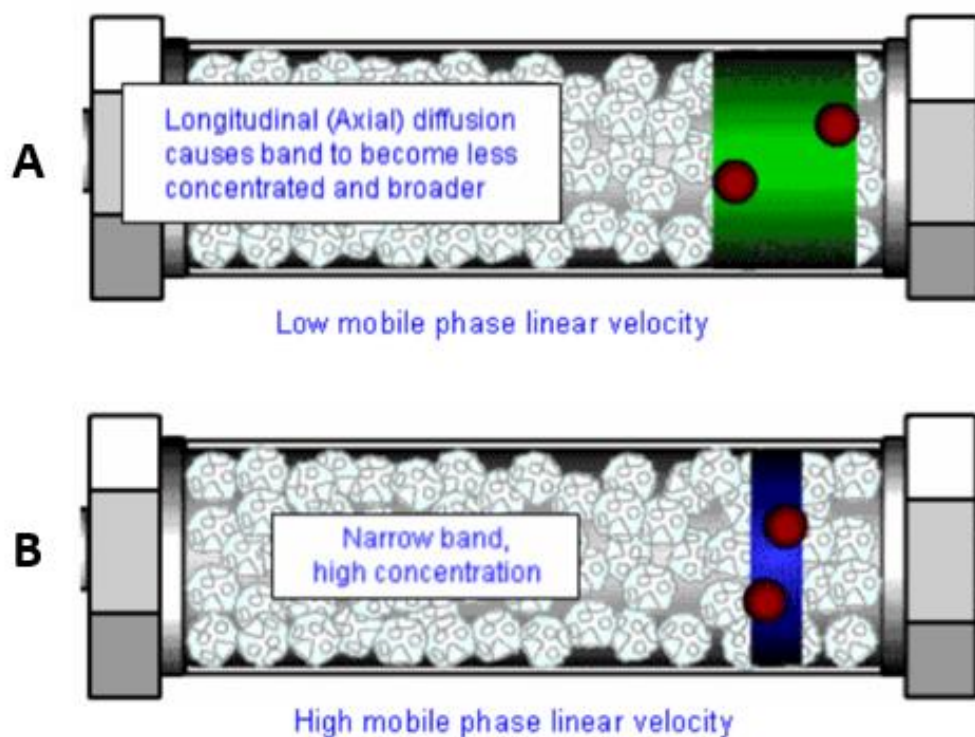 A
Longitudinal (Axial) diffusion
causes band to become less
concentrated and broader
Low mobile phase linear velocity
B
Narrow band,
high concentration
High mobile phase linear velocity